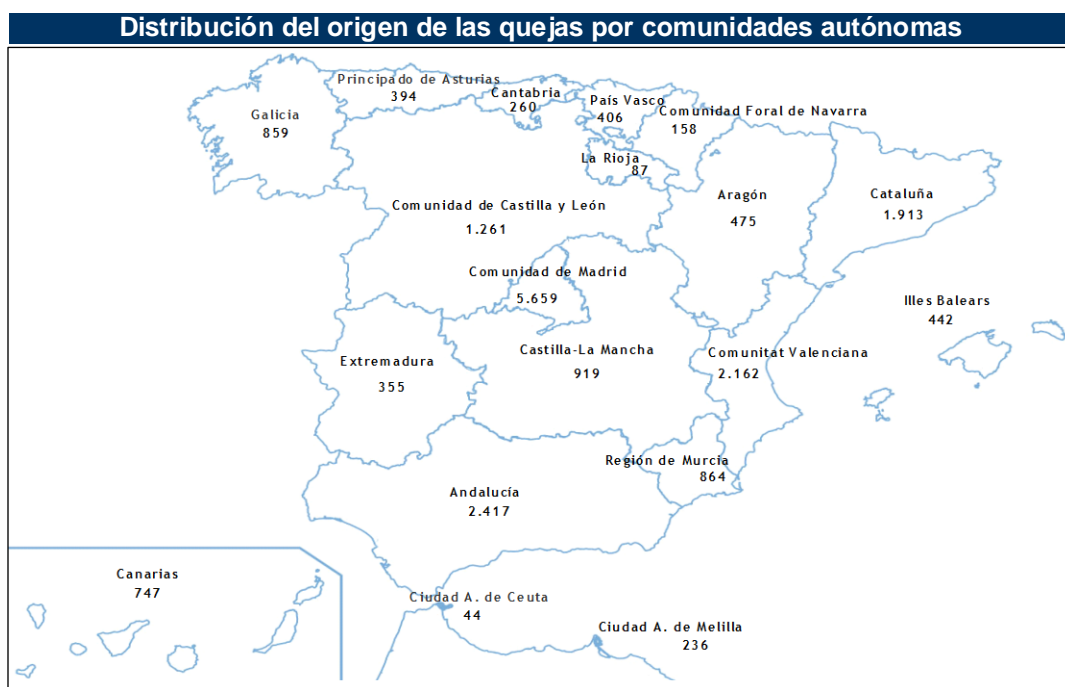 Distribución del origen de las quejas por comunidades autónomas
Principado de Asturias
394
Cantabria
260
País Vasco
406
Comunidad Foral de Navarra
158
Galicia
859
La Rioja
87
Aragón
475
Cataluña
1.913
Comunidad de Castilla y León
1.261
Comunidad de Madrid
5.659
Illes Balears
442
Extremadura
355
Castilla-La Mancha
919
Comunitat Valenciana
2.162
Región de Murcia
864
Andalucía
2.417
Canarias
747
Ciudad A. de Ceuta
44
Ciudad A. de Melilla
236